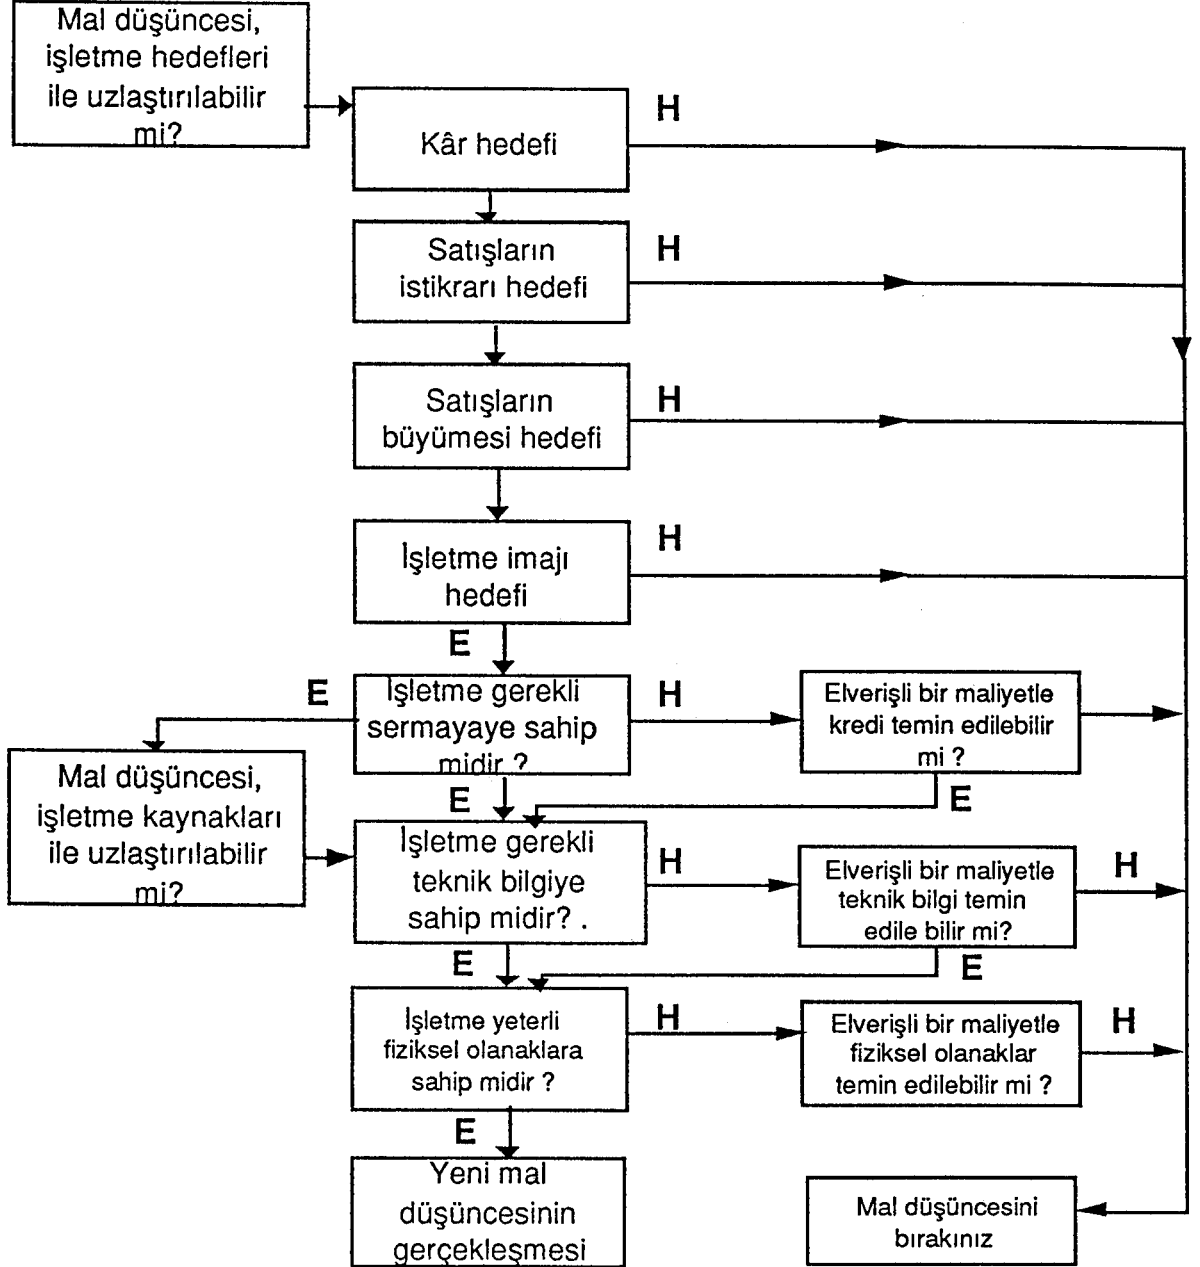 Mal düşüncesi,
işletme hedefleri
ile uzlaştırılabilir
mi?
Kâr hedefi
H
Satışların
istikrarı hedefi
H
Satışların
büyümesi hedefi
H
İşletme imajı
hedefi
H
E
İşletme gerekli
sermayaye sahip
midir ?
E
H
Elverişli bir maliyetle
kredi temin edilebilir
mi ?
E
E
Mal düşüncesi,
işletme kaynakları
ile uzlaştırılabilir
mi?
İşletme gerekli
teknik bilgiye
sahip midir? .
H
Elverişli bir maliyetle
teknik bilgi temin
edile bilir mi?
H
E
E
İşletme yeterli
fiziksel olanaklara
sahip midir ?
H
Elverişli bir maliyetle
fiziksel olanaklar
temin edilebilir mi ?
H
E
Yeni mal
düşüncesinin
gerçekleşmesi
Mal düşüncesini
bırakınız